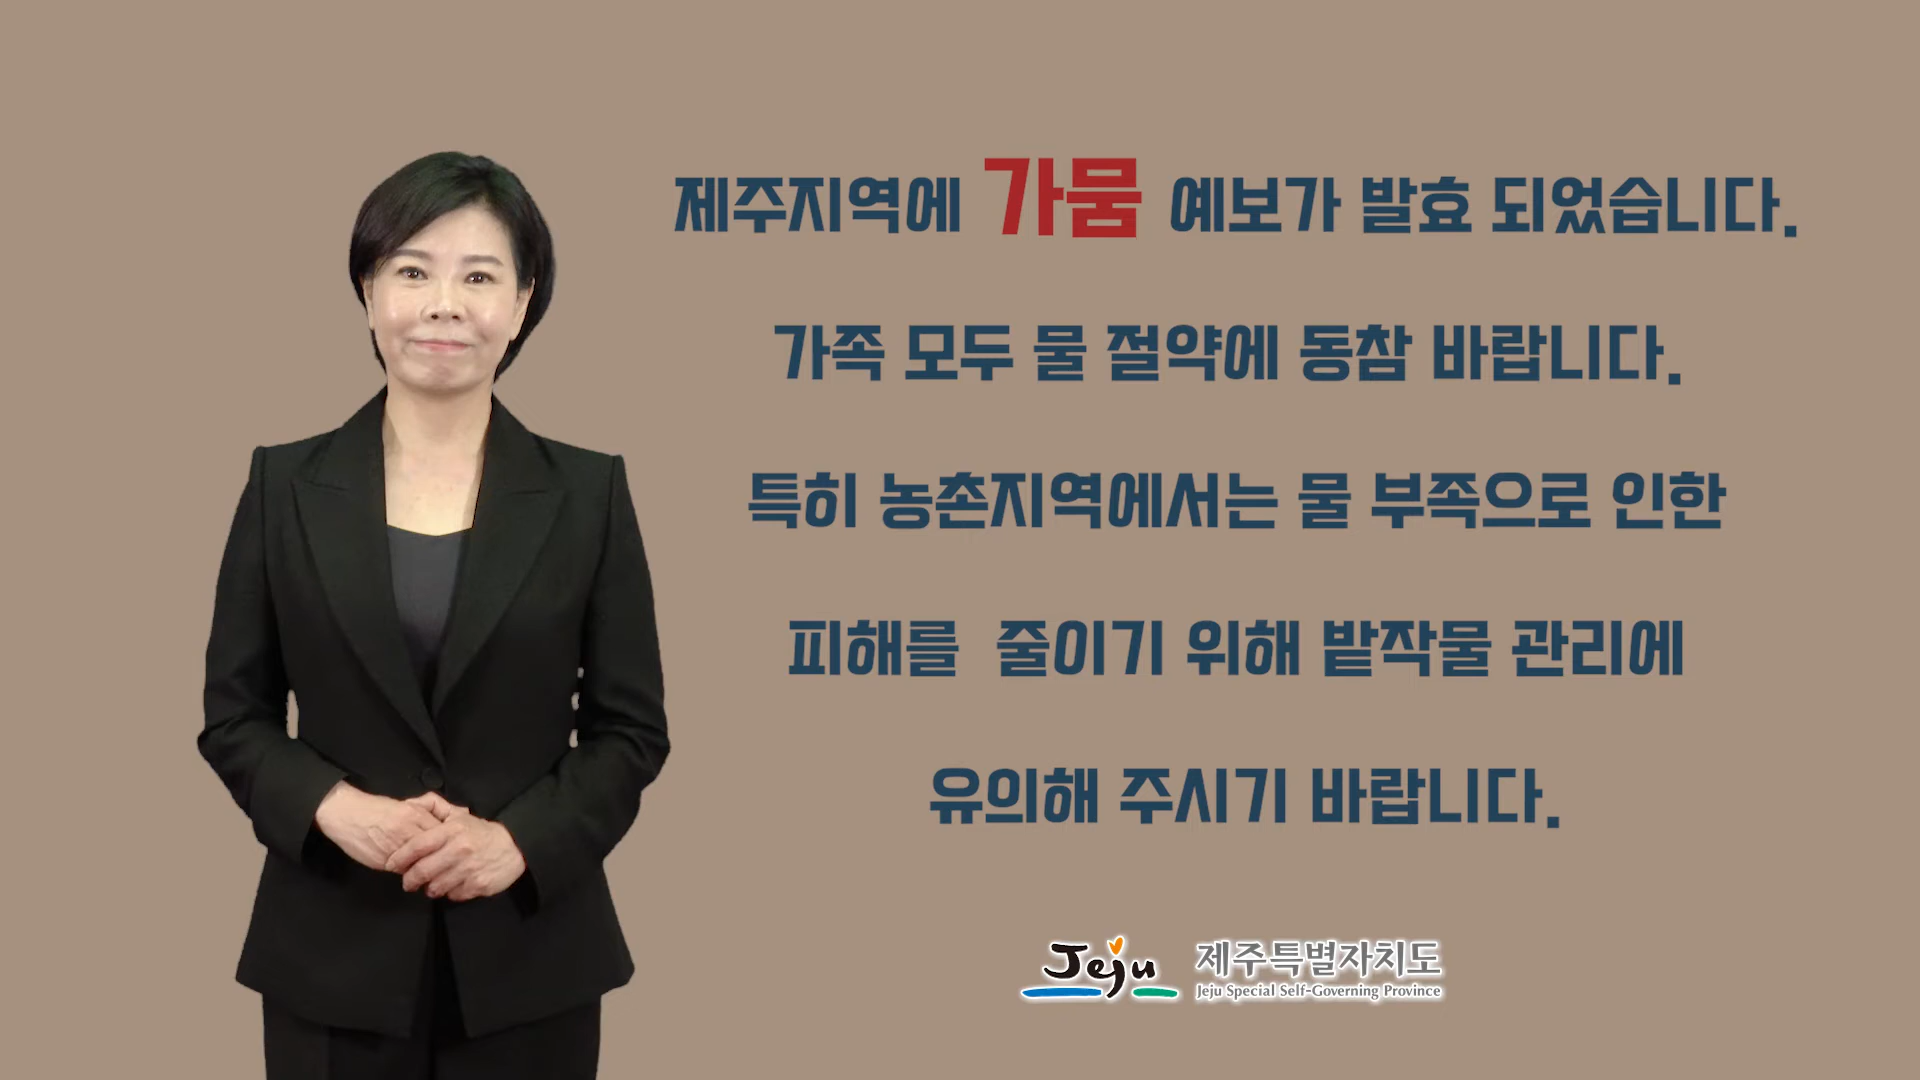 제주지역에 가뭄 예보가 발효 되었습니다.
가족 모두 물 절약에 동참 바랍니다.
특히 농촌지역에서는 물 부족으로 인한
피해를 줄이기 위해 밭작물 관리에
유의해 주시기 바랍니다.
Jeju 제주특별자치도
Jeju Special Self-Governing Province